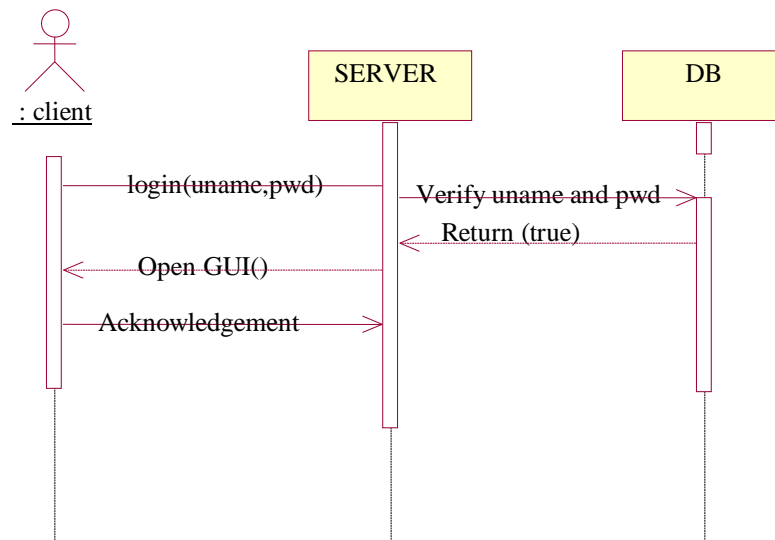 SERVER
DB
: client
login(uname,pwd)
Verify uname and pwd
Return (true)
Open GUI()
Acknowledgement